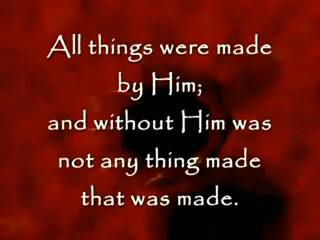 All things were made
by Him;
and without Him was
not any thing made
that was made.